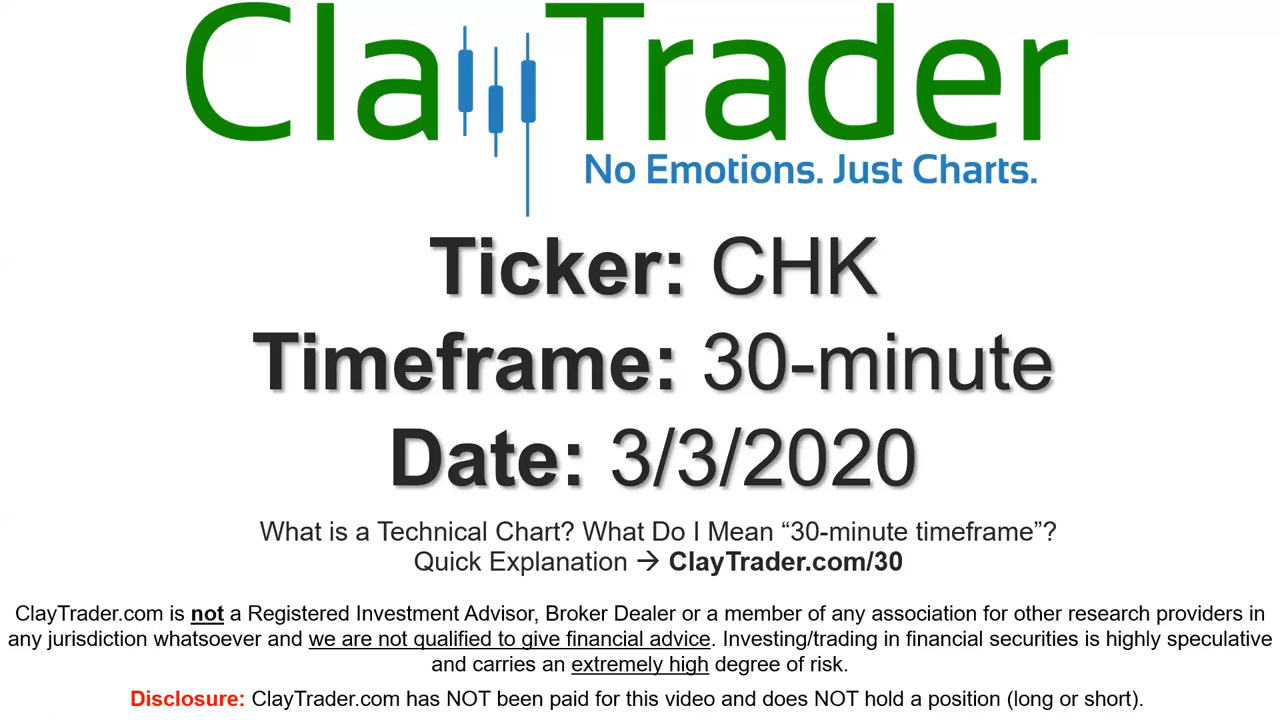 ClayTrader
No Emotions. Just Charts.
Ticker: CHK
Timeframe: 30-minute
Date: 3/3/2020
What is a Technical Chart? What Do I Mean “30-minute timeframe”?
Quick Explanation → ClayTrader.com/30
ClayTrader.com is not a Registered Investment Advisor, Broker Dealer or a member of any association for other research providers in
any jurisdiction whatsoever and we are not qualified to give financial advice. Investing/trading in financial securities is highly speculative
and carries an extremely high degree of risk.
Disclosure: ClayTrader.com has NOT been paid for this video and does NOT hold a position (long or short).